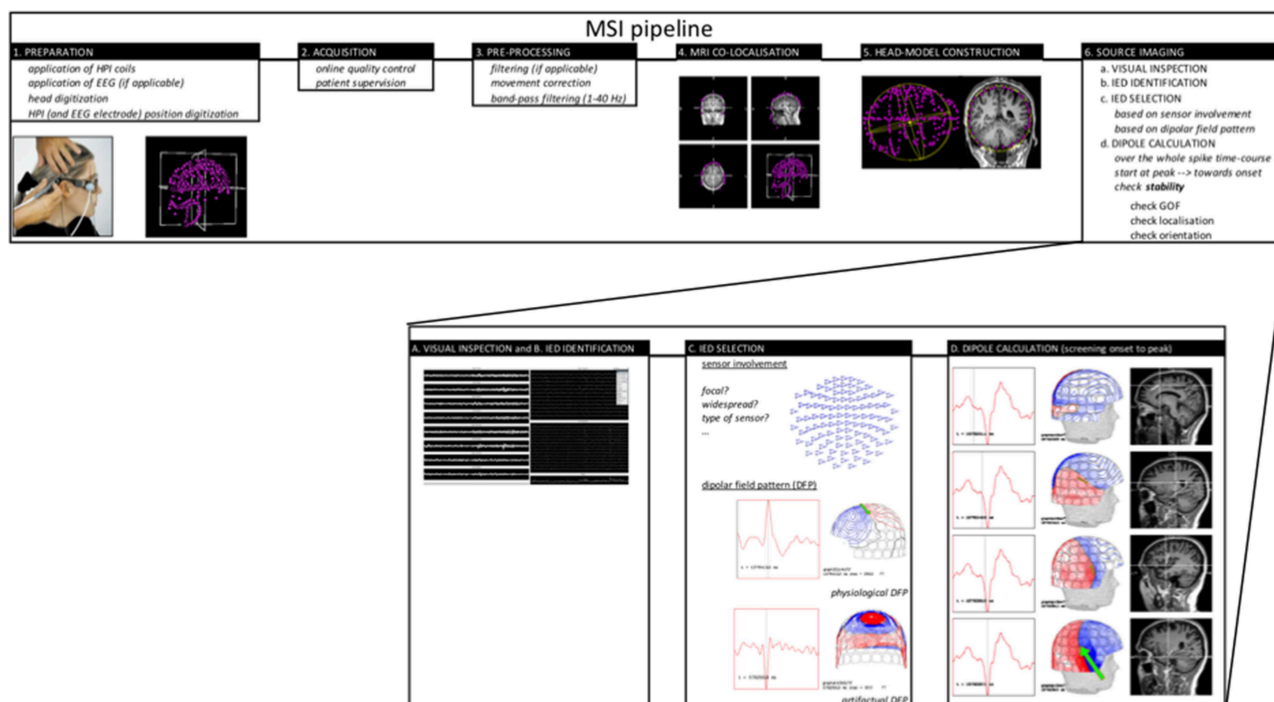 MSI pipeline
1. PREPARATION
application of HPI coils
application of EEG (if applicable)
head digitization
HPI (and EEG electrode) position digitization
2. ACQUISITION
online quality control
patient supervision
3. PRE-PROCESSING
filtering (if applicable)
movement correction
band-pass filtering (1-40 Hz)
4. MRI CO-LOCALISATION
5. HEAD-MODEL CONSTRUCTION
6. SOURCE IMAGING
a. VISUAL INSPECTION
b. IED IDENTIFICATION
c. IED SELECTION
based on sensor involvement
based on dipolar field pattern
d. DIPOLE CALCULATION
over the whole spike time-course
start at peak --> towards onset
check stability
check GOF
check localisation
check orientation
A. VISUAL INSPECTION and B. IED IDENTIFICATION
C. IED SELECTION
sensor involvement
focal?
widespread?
type of sensor?
...
dipolar field pattern (DFP)
physiological DFP
artifactual DFP
D. DIPOLE CALCULATION (screening onset to peak)